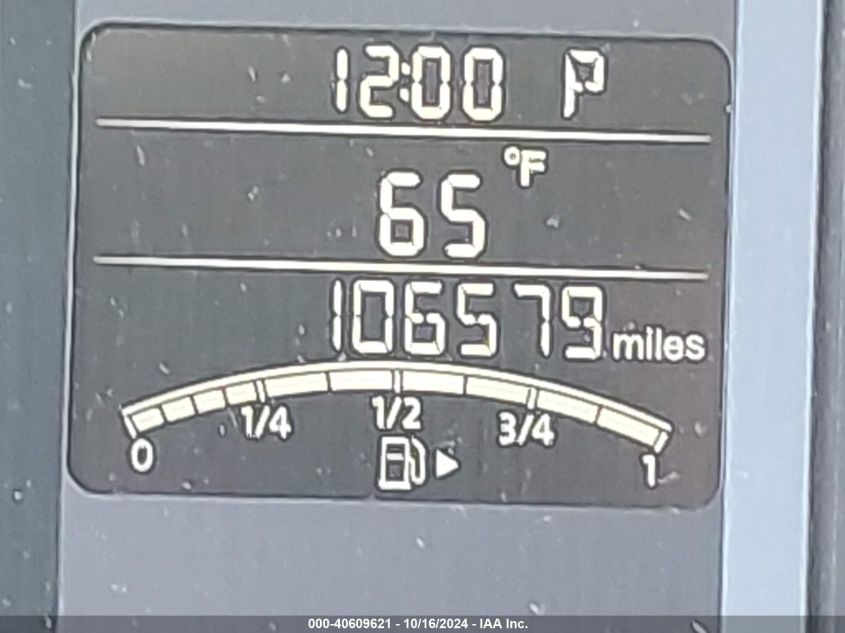 12:00 P
°F
65
106579 miles
1/4 1/2 3/4
0 1
000-40609621 - 10/16/2024 - IAA Inc.